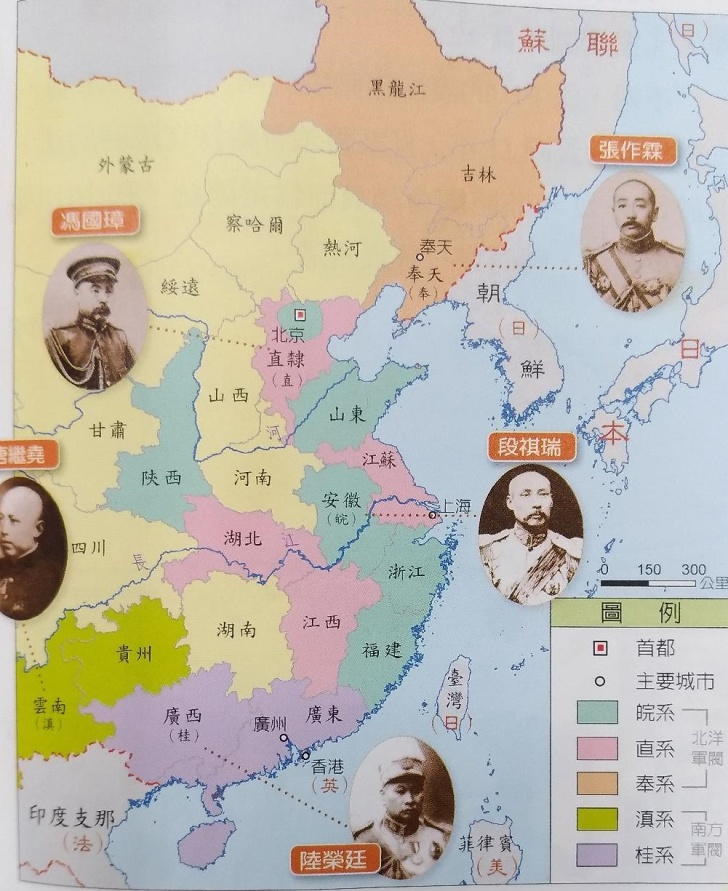 蘇 聯
(日)
黑龍江
張作霖
外蒙古
吉林
馮國璋
察哈爾
熱河
奉天
奉天
(奉)
綏遠
朝
(日)
鮮
北京
直隸
(直)
日
本
山西
山東
甘肅
河
江蘇
段祺瑞
繼堯
陝西
河南
安徽
(皖)
上海
湖北
江
四川
長
浙江
0 150 300
公里
圖 例
首都
主要城市
皖系
直系
北洋
軍閥
奉系
滇系
南方
軍閥
桂系
貴州
湖南
江西
福建
臺
灣
(日)
雲南
(滇)
廣西
(桂)
廣州
廣東
香港
(英)
印度支那
(法)
陸榮廷
菲律賓
(美)